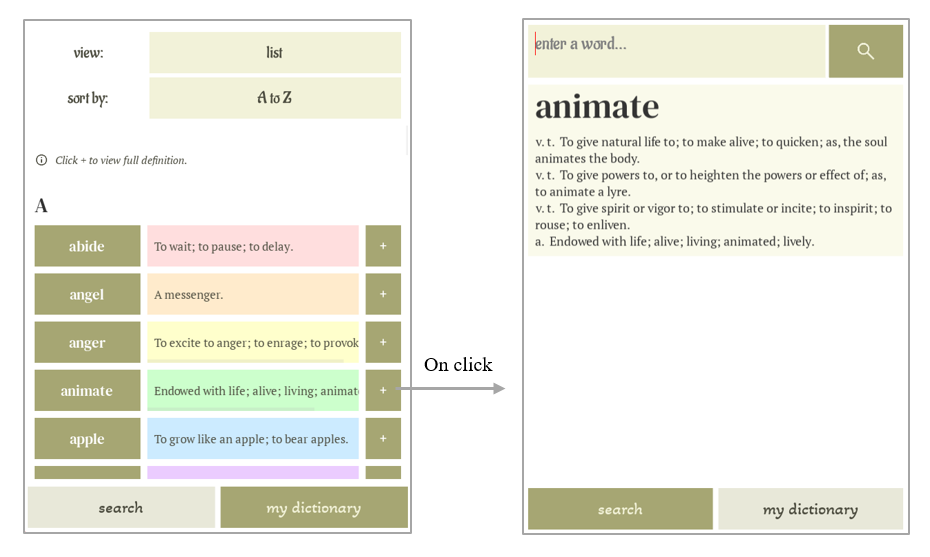 view: list
sort by: A to Z
Click + to view full definition.
A
abide To wait; to pause; to delay. +
angel A messenger. +
anger To excite to anger; to enrage; to provok +
animate Endowed with life; alive; living; animat +
apple To grow like an apple; to bear apples. +
search my dictionary
On click
enter a word...
animate
v. t. To give natural life to; to make alive; to quicken; as, the soul
animates the body.
v. t. To give powers to, or to heighten the powers or effect of; as,
to animate a lyre.
v. t. To give spirit or vigor to; to stimulate or incite; to inspirit; to
rouse; to enliven.
a. Endowed with life; alive; living; animated; lively.
search my dictionary